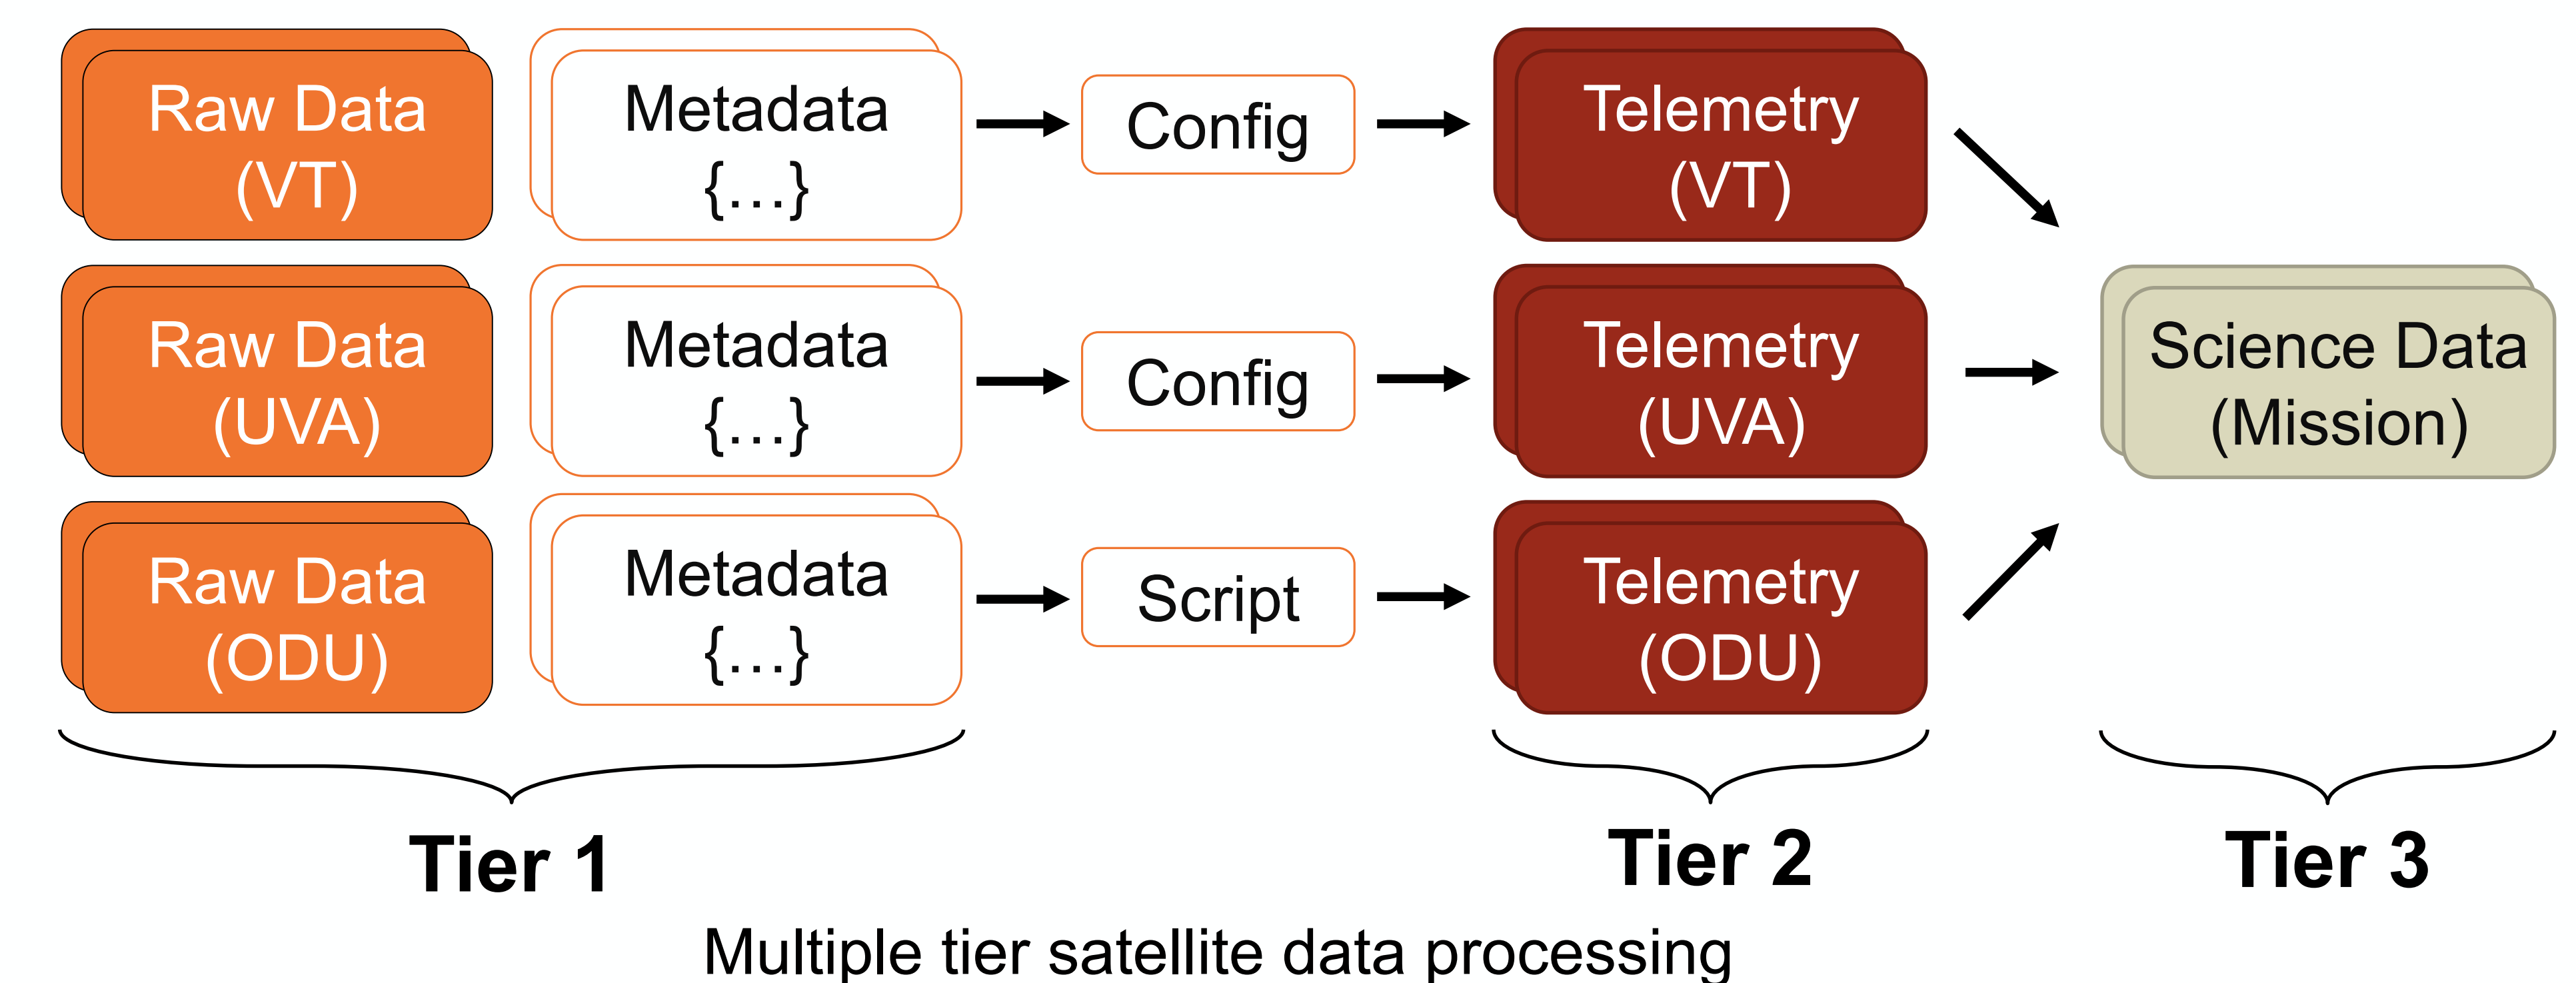 Raw Data
(VT)
Metadata
{…}
Config
Telemetry
(VT)
Raw Data
(UVA)
Metadata
{…}
Config
Telemetry
(UVA)
Science Data
(Mission)
Raw Data
(ODU)
Metadata
{…}
Script
Telemetry
(ODU)
Tier 1
Tier 2
Tier 3
Multiple tier satellite data processing